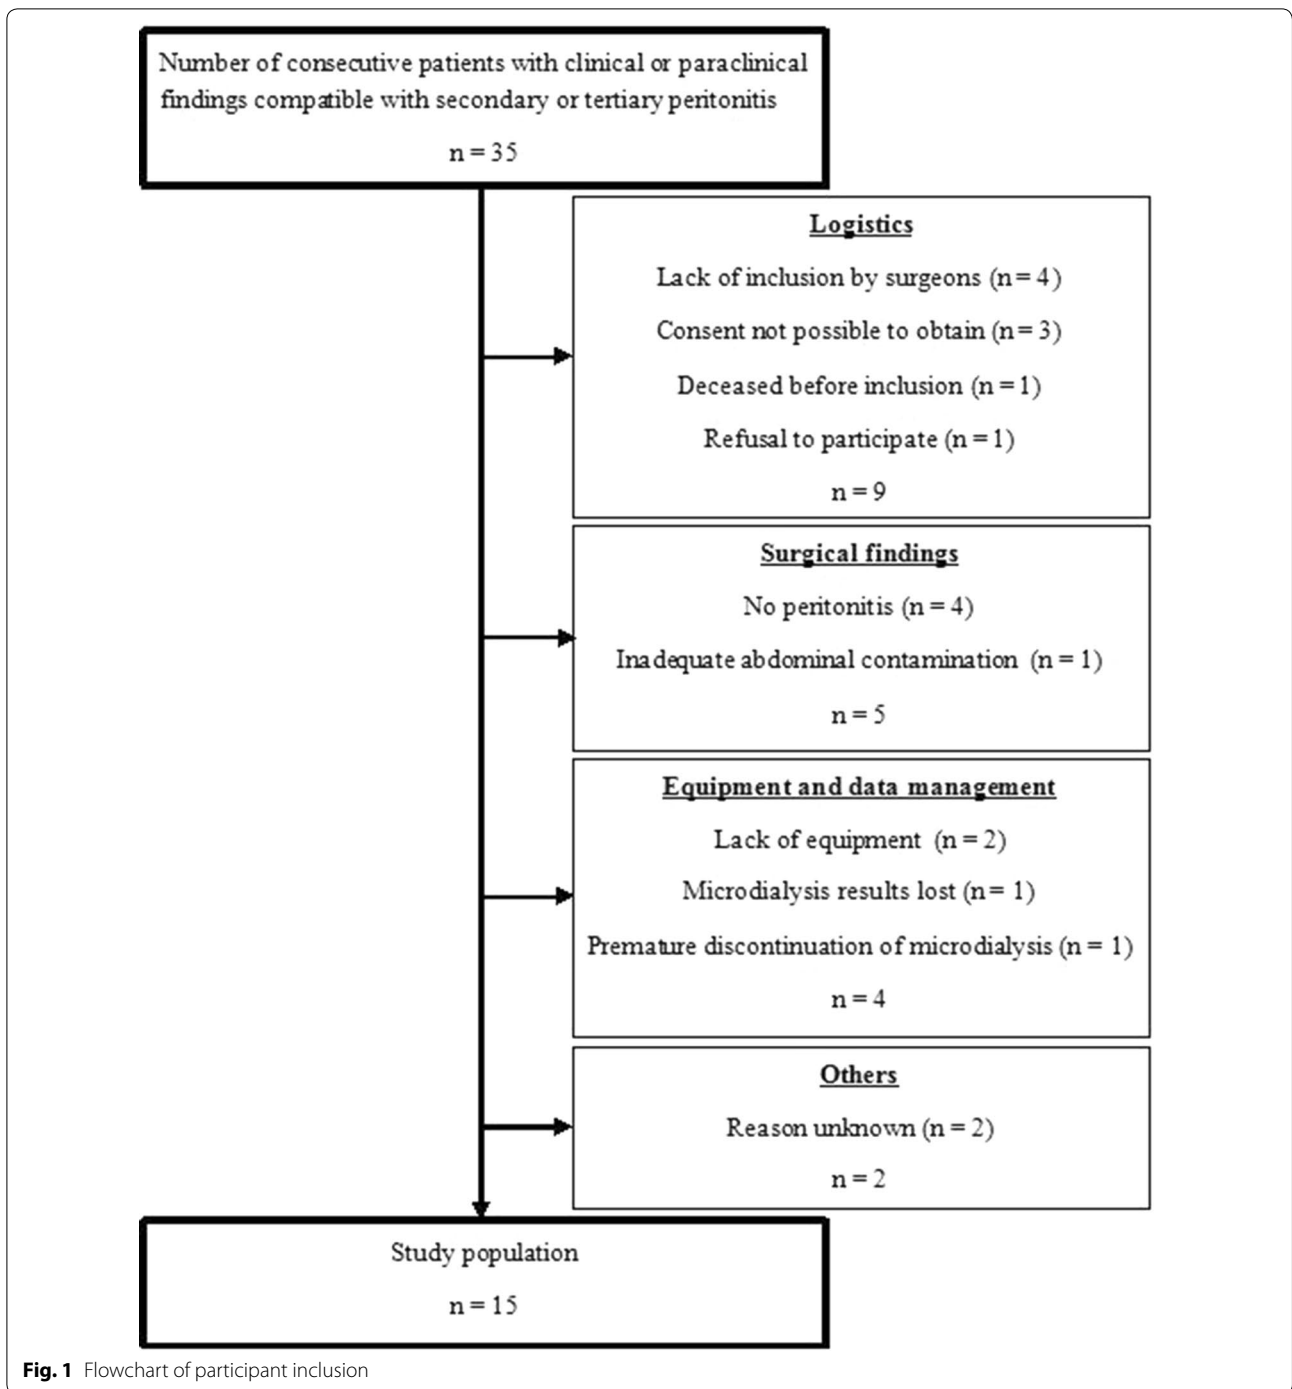 Number of consecutive patients with clinical or paraclinical
findings compatible with secondary or tertiary peritonitis
n = 35
Logistics
Lack of inclusion by surgeons (n = 4)
Consent not possible to obtain (n = 3)
Deceased before inclusion (n = 1)
Refusal to participate (n = 1)
n = 9
Surgical findings
No peritonitis (n = 4)
Inadequate abdominal contamination (n = 1)
n = 5
Equipment and data management
Lack of equipment (n = 2)
Microdialysis results lost (n = 1)
Premature discontinuation of microdialysis (n = 1)
n = 4
Others
Reason unknown (n = 2)
n = 2
Study population
n = 15
Fig. 1 Flowchart of participant inclusion